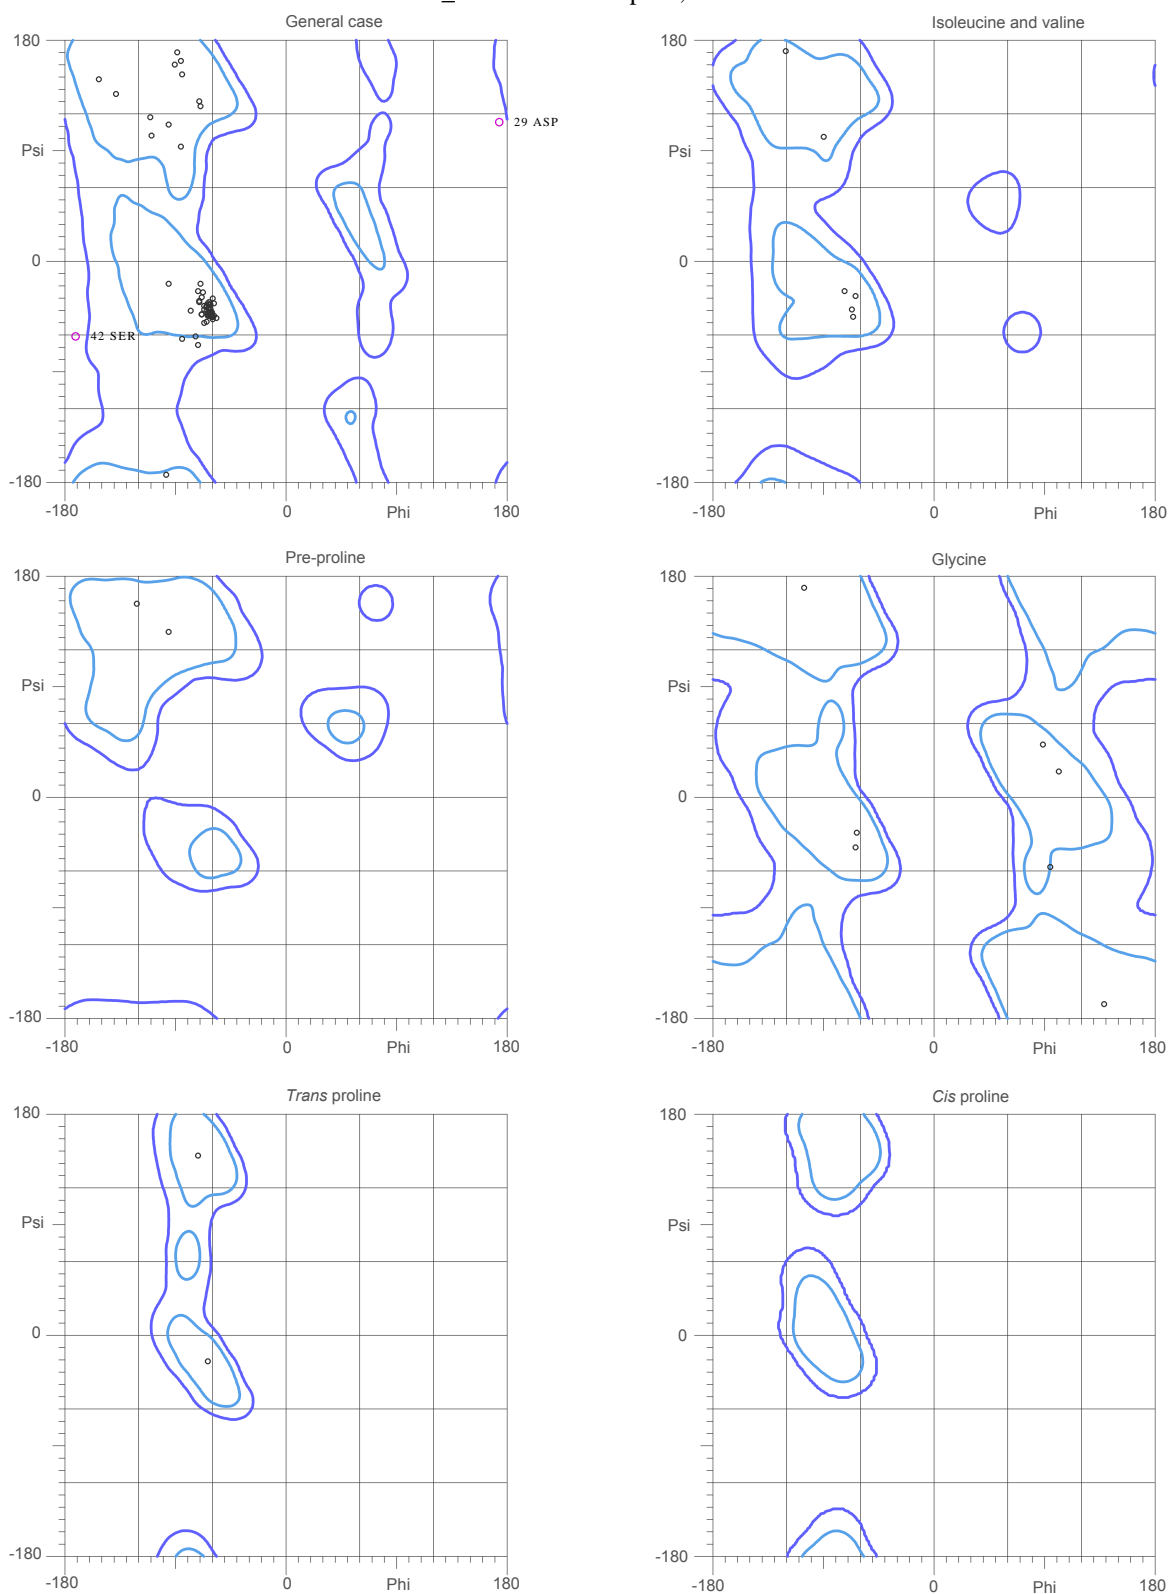 General case
Isoleucine and valine
180
180
29 ASP
Psi
Psi
0
0
42 SER
-180
-180
-180
0
Phi
180
-180
0
Phi
180
Pre-proline
Glycine
180
180
Psi
Psi
0
0
-180
-180
-180
0
Phi
180
-180
0
Phi
180
Trans proline
Cis proline
180
180
Psi
Psi
0
0
-180
-180
-180
0
Phi
180
-180
0
Phi
180